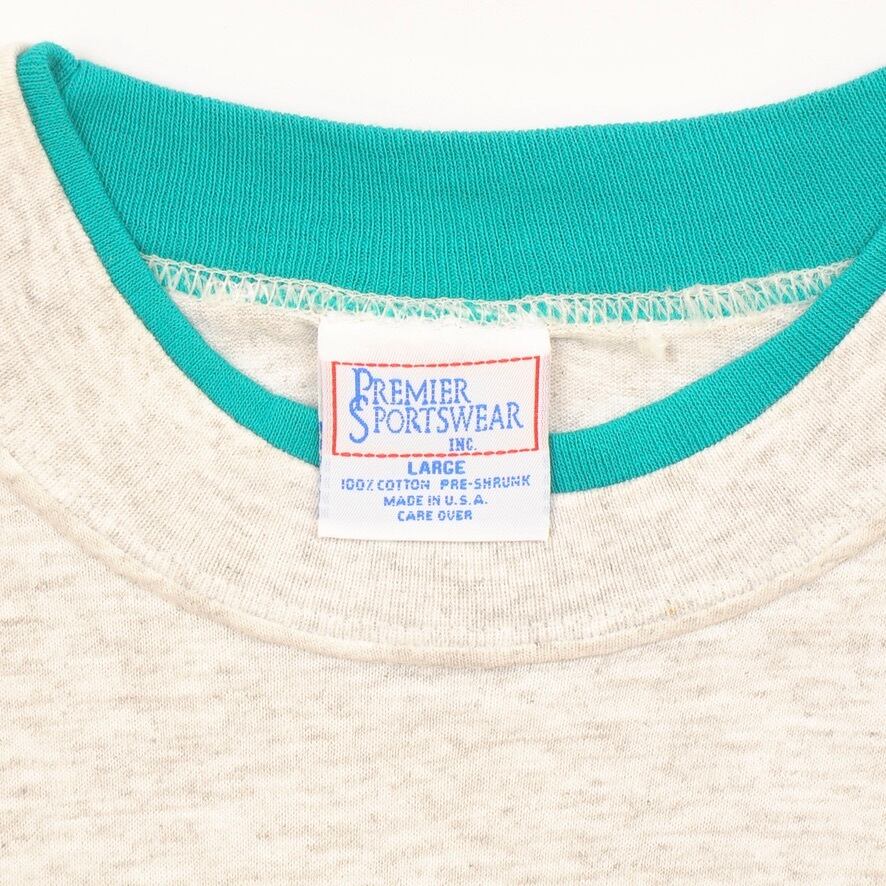 PREMIER
SPORTSWEAR
INC.
LARGE
100% COTTON PRE-SHRUNK
MADE IN U.S.A.
CARE OVER